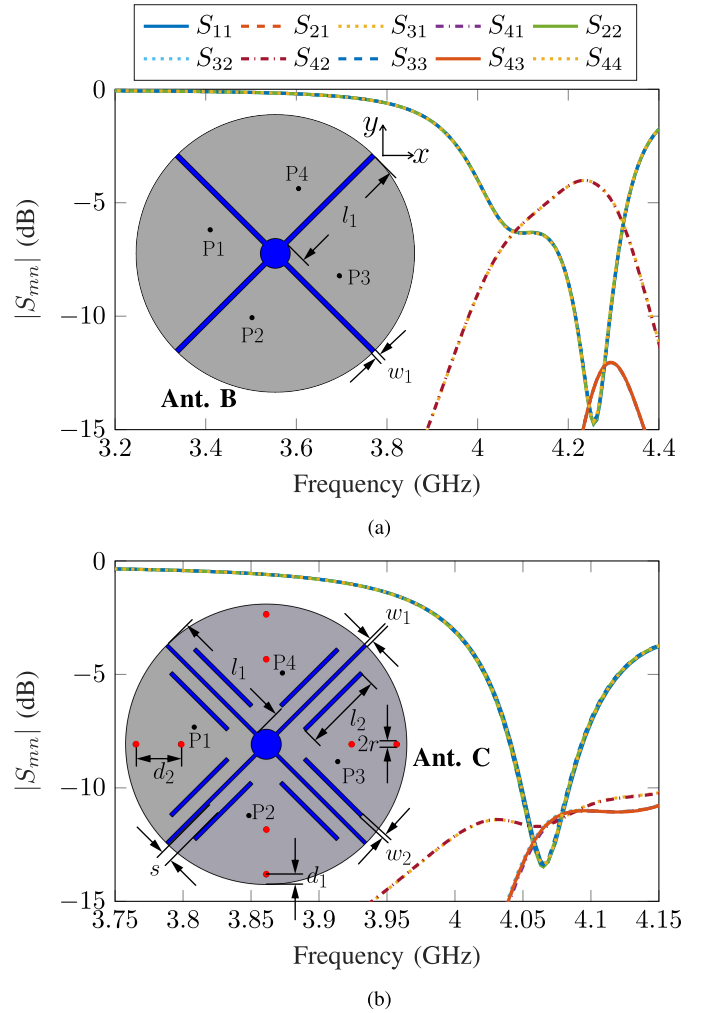 S11 S21 S31 S41 S22
S32 S42 S33 S43 S44
0
−5
−10
−15
|Smn| (dB)
y
x
P4
l1
P1
P3
P2
w1
Ant. B
3.2 3.4 3.6 3.8 4 4.2 4.4
Frequency (GHz)
(a)
0
−5
−10
−15
|Smn| (dB)
w1
l1
P4
l2
P1
2r
Ant. C
d2
P3
P2
w2
s
d1
3.75 3.8 3.85 3.9 3.95 4 4.05 4.1 4.15
Frequency (GHz)
(b)